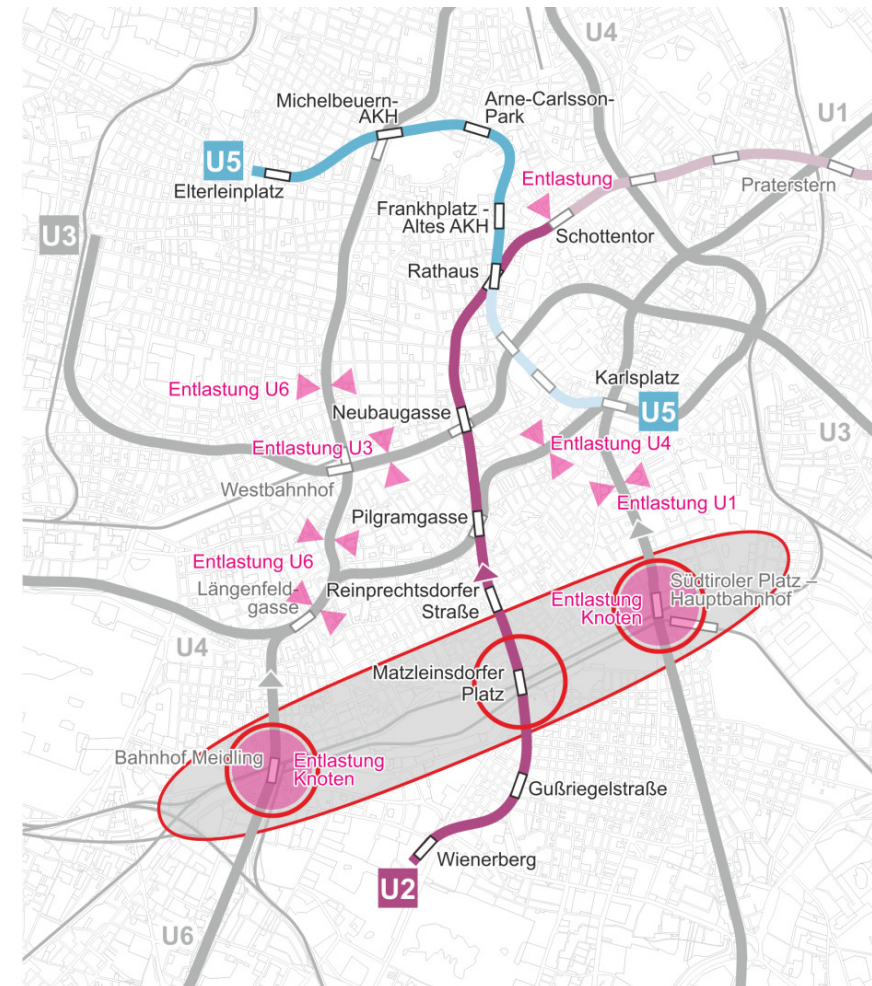 U4
Michelbeuern-
AKH
Arne-Carlsson-
Park
U1
U5
Elterleinplatz
Entlastung
Praterstern
Frankhplatz -
Altes AKH
Schottentor
U3
Rathaus
Entlastung U6
Karlsplatz
U5
Neubaugasse
Entlastung U3
Entlastung U4
U3
Westbahnhof
Entlastung U1
Pilgramgasse
Entlastung U6
Längenfeld-
gasse
Reinprechtsdorfer
Straße
Entlastung
Knoten
Südtiroler Platz –
Hauptbahnhof
U4
Matzleinsdorfer
Platz
Bahnhof Meidling
Entlastung
Knoten
Gußriegelstraße
Wienerberg
U2
U6